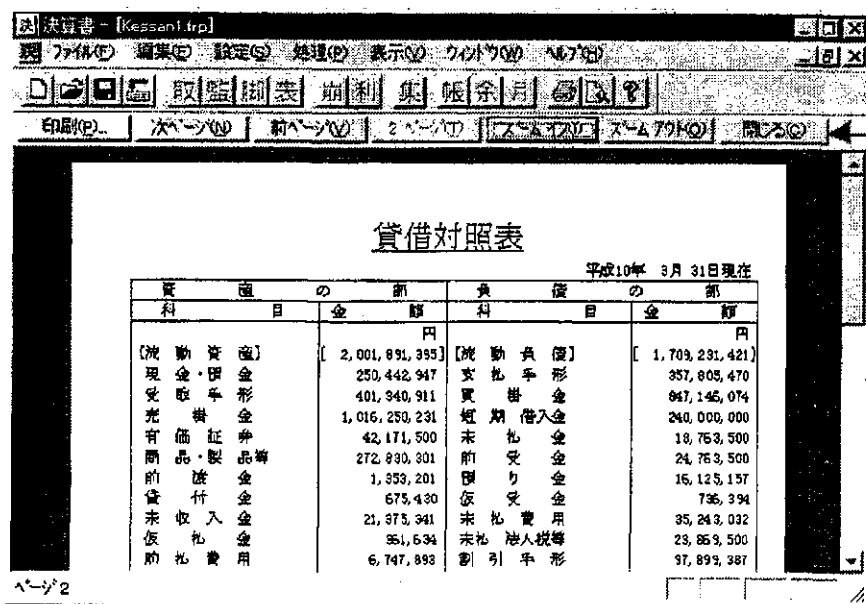 決算書 - [Kessan1.frp]
ファイル(F) 編集(E) 設定(S) 処理(P) 表示(V) ウィンドウ(W) ヘルプ(H)
取 監 脚 表 崩 利 集 帳 余 月
印刷(P)... 次ページ(N) 前ページ(V) 2 ページ(T) ズーム イン(I) ズーム アウト(O) 閉じる(C)
貸借対照表
平成10年 3月 31日現在
資 産 の 部 負 債 の 部
科 目 金 額 科 目 金 額
円 円
[流 動 資 産] [ 2,001,891,395] [流 動 負 債] [ 1,709,231,421]
現 金・預 金 250,442,947 支 払 手 形 357,805,470
受 取 手 形 401,340,911 買 掛 金 847,146,074
売 掛 金 1,016,250,231 短 期 借入金 240,000,000
有 価 証 券 42,171,500 未 払 金 18,763,500
商 品・製 品等 272,830,301 前 受 金 24,763,500
前 渡 金 1,353,201 預 り 金 16,125,157
貸 付 金 675,430 仮 受 金 736,394
未 収 入 金 21,375,341 未 払 費 用 35,243,032
仮 払 金 351,634 未払 法人税等 23,869,500
前 払 費 用 6,747,893 割 引 手 形 97,899,387
ページ 2